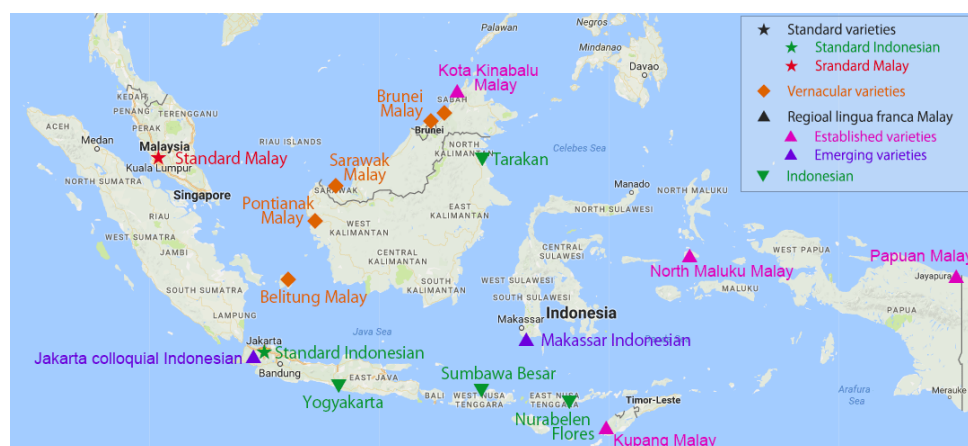 Palawan
Negros
Mindanao
Davao
Standard varieties
Standard Indonesian
Srandard Malay
Vernacular varieties
Regioal lingua franca Malay
Established varieties
Emerging varieties
Indonesian
Kota Kinabalu
Malay
SABAH
Brunei
Malay
Brunei
KEDAH
PENANG
TERENGGANU
PERAK
Malaysia
Kuala Lumpur
Standard Malay
ACEH
Medan
RIAU ISLANDS
NORTH SUMATRA
Singapore
Sarawak
Malay
SARAWAK
NORTH
KALIMANTAN
Tarakan
Celebes Sea
Manado
NORTH MALUKU
NORTH SULAWESI
Pontianak
Malay
WEST
KALIMANTAN
EAST
KALIMANTAN
CENTRAL
KALIMANTAN
SOUTH
KALIMANTAN
RIAU
WEST SUMATRA
JAMBI
SOUTH SUMATRA
LAMPUNG
Belitung Malay
CENTRAL
SULAWESI
WEST SULAWESI
SOUTH
SULAWESI
Makassar
Indonesia
Makassar Indonesian
North Maluku Malay
MALUKU
WEST PAPUA
Papuan Malay
Jayapura
PAPUA
Java Sea
Jakarta
Jakarta colloquial Indonesian
Standard Indonesian
Bandung
EAST JAVA
Yogyakarta
BALI
Sumbawa Besar
WEST NUSA
TENGGARA
EAST NUSA
TENGGARA
Nurabelen
Flores
Timor-Leste
Kupang Malay
Arafura
Sea
Merauke